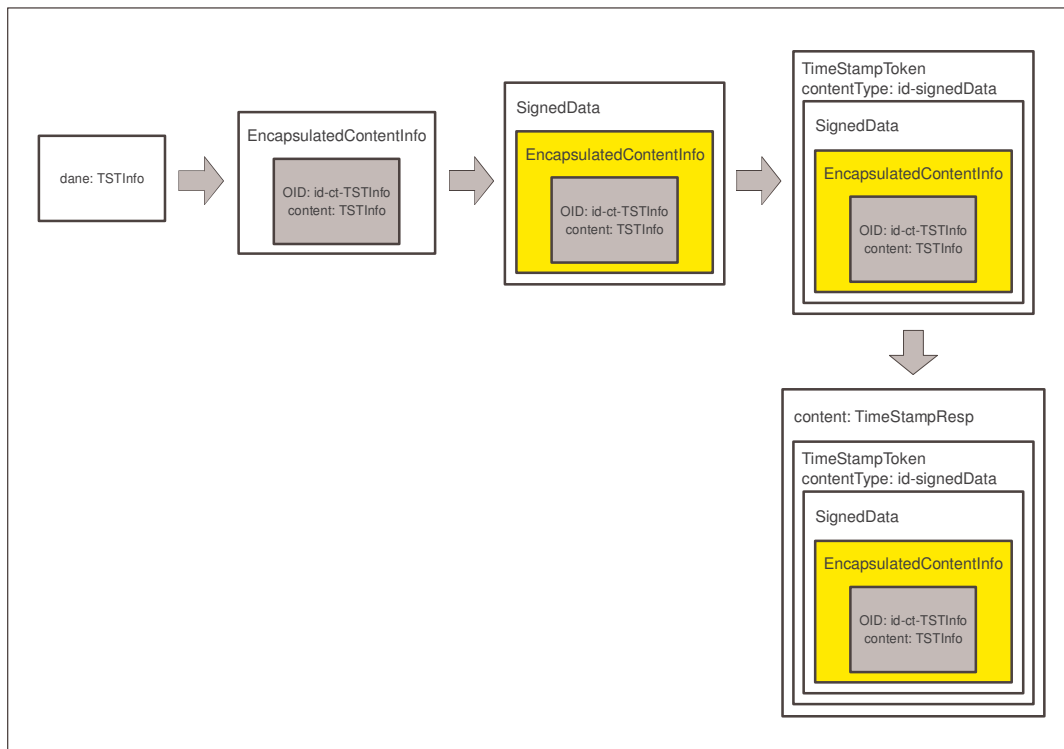 dane: TSTInfo
EncapsulatedContentInfo
OID: id-ct-TSTInfo
content: TSTInfo
SignedData
EncapsulatedContentInfo
OID: id-ct-TSTInfo
content: TSTInfo
TimeStampToken
contentType: id-signedData
SignedData
EncapsulatedContentInfo
OID: id-ct-TSTInfo
content: TSTInfo
content: TimeStampResp
TimeStampToken
contentType: id-signedData
SignedData
EncapsulatedContentInfo
OID: id-ct-TSTInfo
content: TSTInfo